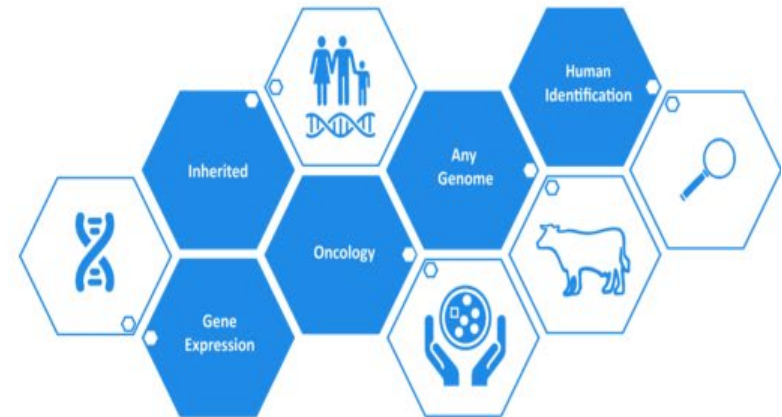 Inherited
Gene
Expression
Oncology
Any
Genome
Human
Identification